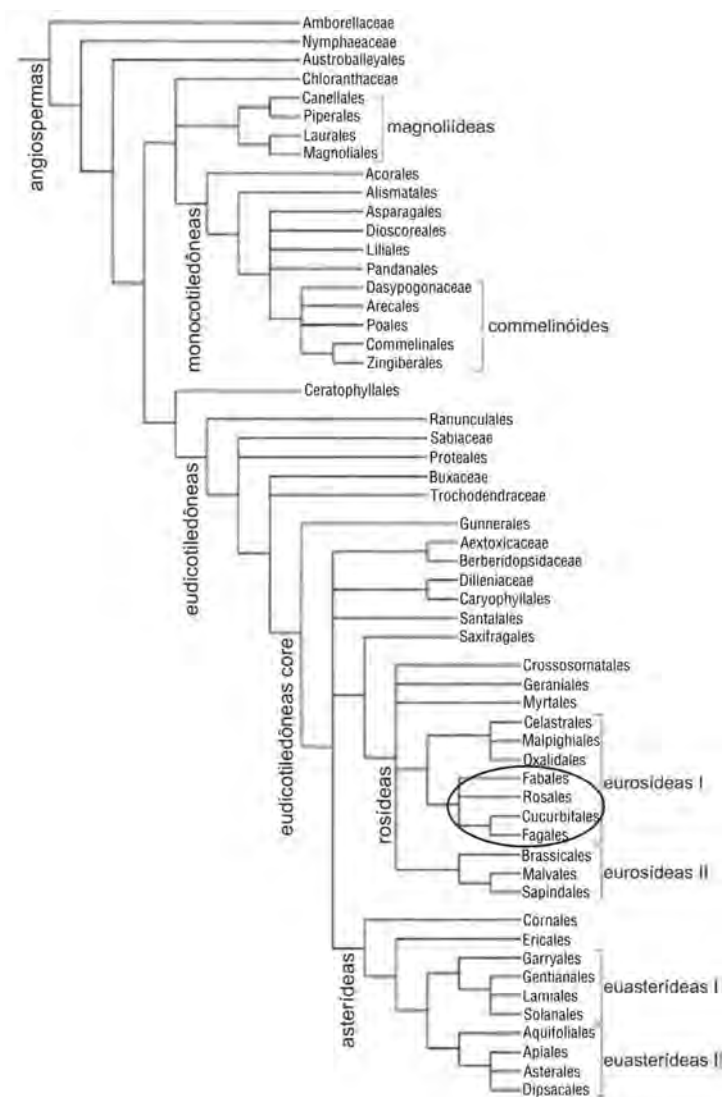 Amborellaceae
Nymphaeaceae
Austrobaileyales
Chloranthaceae
Canellales
Piperales
Laurales
Magnoliales
magnoliideas
angiospermas
Acorales
Alismatales
Asparagales
Dioscoreales
Liliales
Pandanales
Dasypogonaceae
Arecales
Poales
Commelinales
Zingiberales
commelinóides
monocotiledôneas
Ceratophyllales
Ranunculales
Sabiaceae
Proteales
Buxaceae
Trochodendraceae
eudicotiledôneas
Gunnerales
Aextoxicaceae
Berberidopsidaceae
Dilleniaceae
Caryophyllales
Santalales
Saxifragales
eudicotiledôneas core
Crossosomatales
Geraniales
Myrtales
Celastrales
Malpighiales
Oxalidales
Fabales
Rosales
Cucurbitales
Fagales
eurosídeas I
rosídeas
Brassicales
Malvales
Sapindales
eurosídeas II
Cornales
Ericales
Garryales
Gentianales
Lamiales
Solanales
euasterídeas I
asterídeas
Aquifoliales
Apiales
Asterales
Dipsacales
euasterídeas II